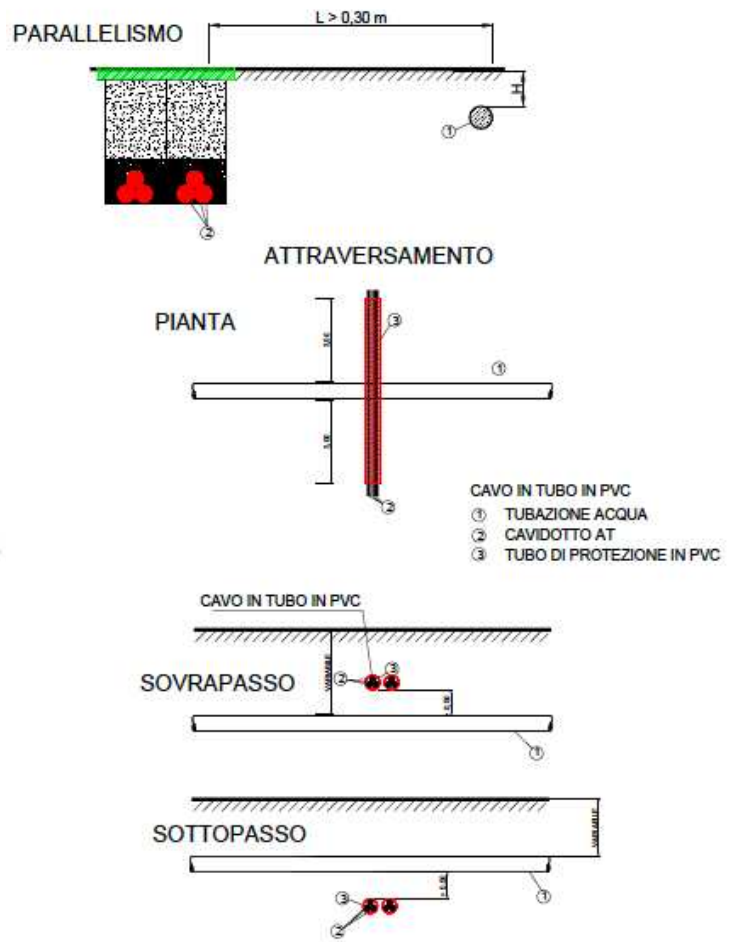 L > 0,30 m
PARALLELISMO
H
1
2
ATTRAVERSAMENTO
PIANTA
3
1
2
CAVO IN TUBO IN PVC
1 TUBAZIONE ACQUA
2 CAVIDOTTO AT
3 TUBO DI PROTEZIONE IN PVC
CAVO IN TUBO IN PVC
VARIABILE
SOVRAPASSO
2
3
1
SOTTOPASSO
VARIABILE
3
1
2